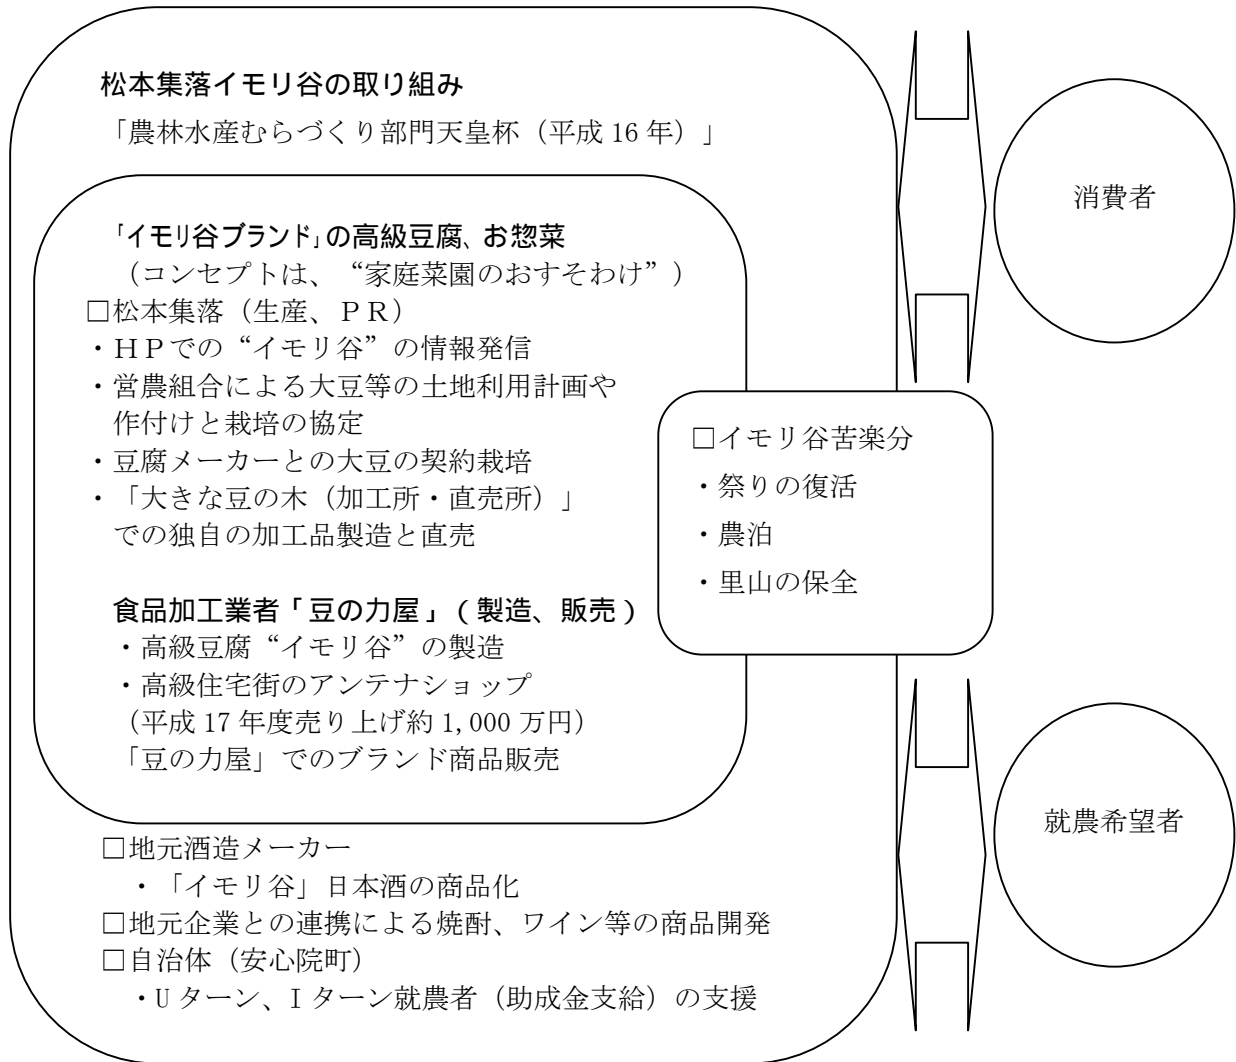 松本集落イモリ谷の取り組み
「農林水産むらづくり部門天皇杯（平成 16 年）」
「イモリ谷ブランド」の高級豆腐、お惣菜
（コンセプトは、“家庭菜園のおすそわけ”）
□松本集落（生産、ＰＲ）
・ＨＰでの“イモリ谷”の情報発信
・営農組合による大豆等の土地利用計画や
作付けと栽培の協定
・豆腐メーカーとの大豆の契約栽培
・「大きな豆の木（加工所・直売所）」
での独自の加工品製造と直売
食品加工業者「豆の力屋」(製造、販売)
・高級豆腐“イモリ谷”の製造
・高級住宅街のアンテナショップ
（平成 17 年度売り上げ約 1,000 万円）
「豆の力屋」でのブランド商品販売
□イモリ谷苦楽分
・祭りの復活
・農泊
・里山の保全
□地元酒造メーカー
・「イモリ谷」日本酒の商品化
□地元企業との連携による焼酎、ワイン等の商品開発
□自治体（安心院町）
・U ターン、I ターン就農者（助成金支給）の支援
消費者
就農希望者